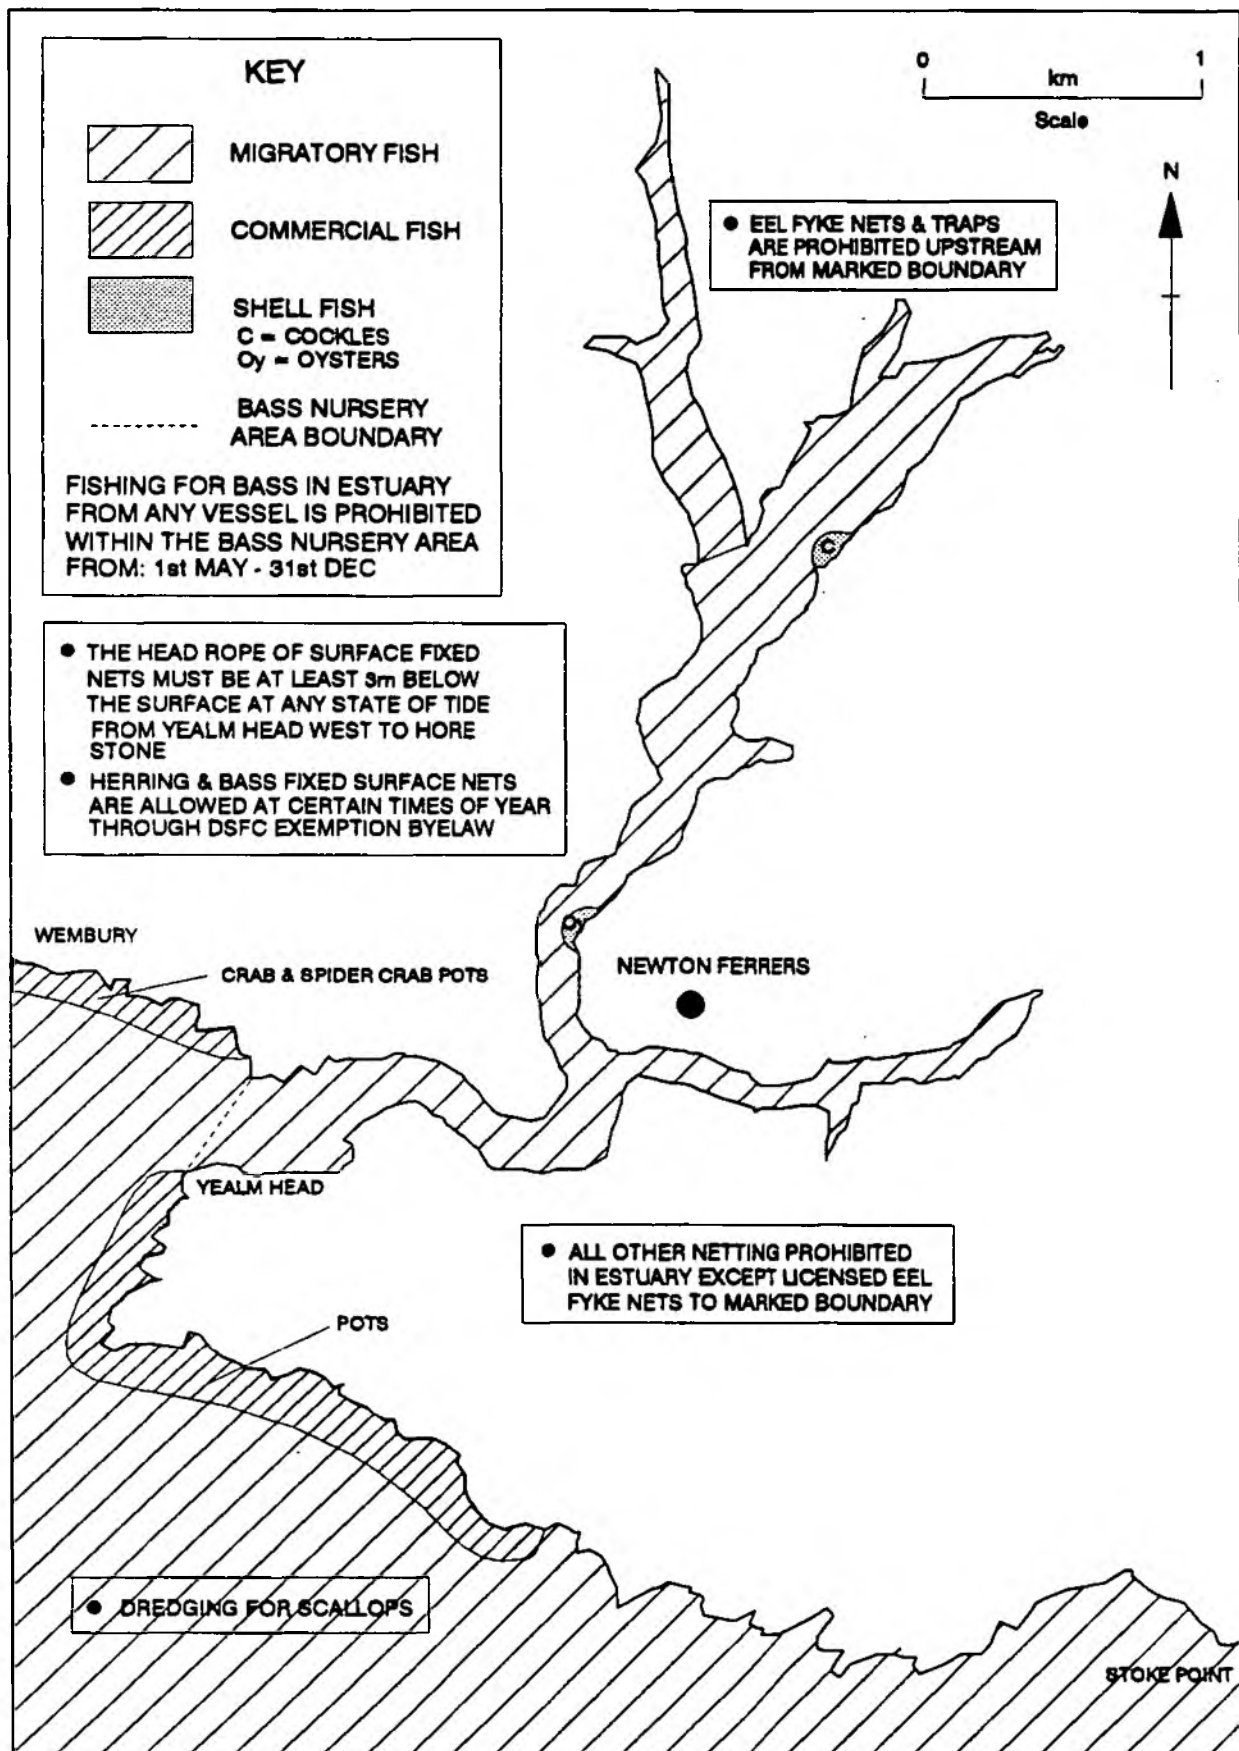 KEY
MIGRATORY FISH
COMMERCIAL FISH
SHELL FISH
C = COCKLES
Oy = OYSTERS
BASS NURSERY
AREA BOUNDARY
FISHING FOR BASS IN ESTUARY
FROM ANY VESSEL IS PROHIBITED
WITHIN THE BASS NURSERY AREA
FROM: 1st MAY - 31st DEC
0 1
km
Scale
N
● EEL FYKE NETS & TRAPS
ARE PROHIBITED UPSTREAM
FROM MARKED BOUNDARY
C
● THE HEAD ROPE OF SURFACE FIXED
NETS MUST BE AT LEAST 3m BELOW
THE SURFACE AT ANY STATE OF TIDE
FROM YEALM HEAD WEST TO HORE
STONE
● HERRING & BASS FIXED SURFACE NETS
ARE ALLOWED AT CERTAIN TIMES OF YEAR
THROUGH DSFC EXEMPTION BYELAW
WEMBURY
CRAB & SPIDER CRAB POTS
NEWTON FERRERS
YEALM HEAD
● ALL OTHER NETTING PROHIBITED
IN ESTUARY EXCEPT LICENSED EEL
FYKE NETS TO MARKED BOUNDARY
POTS
● DREDGING FOR SCALLOPS
STOKE POINT